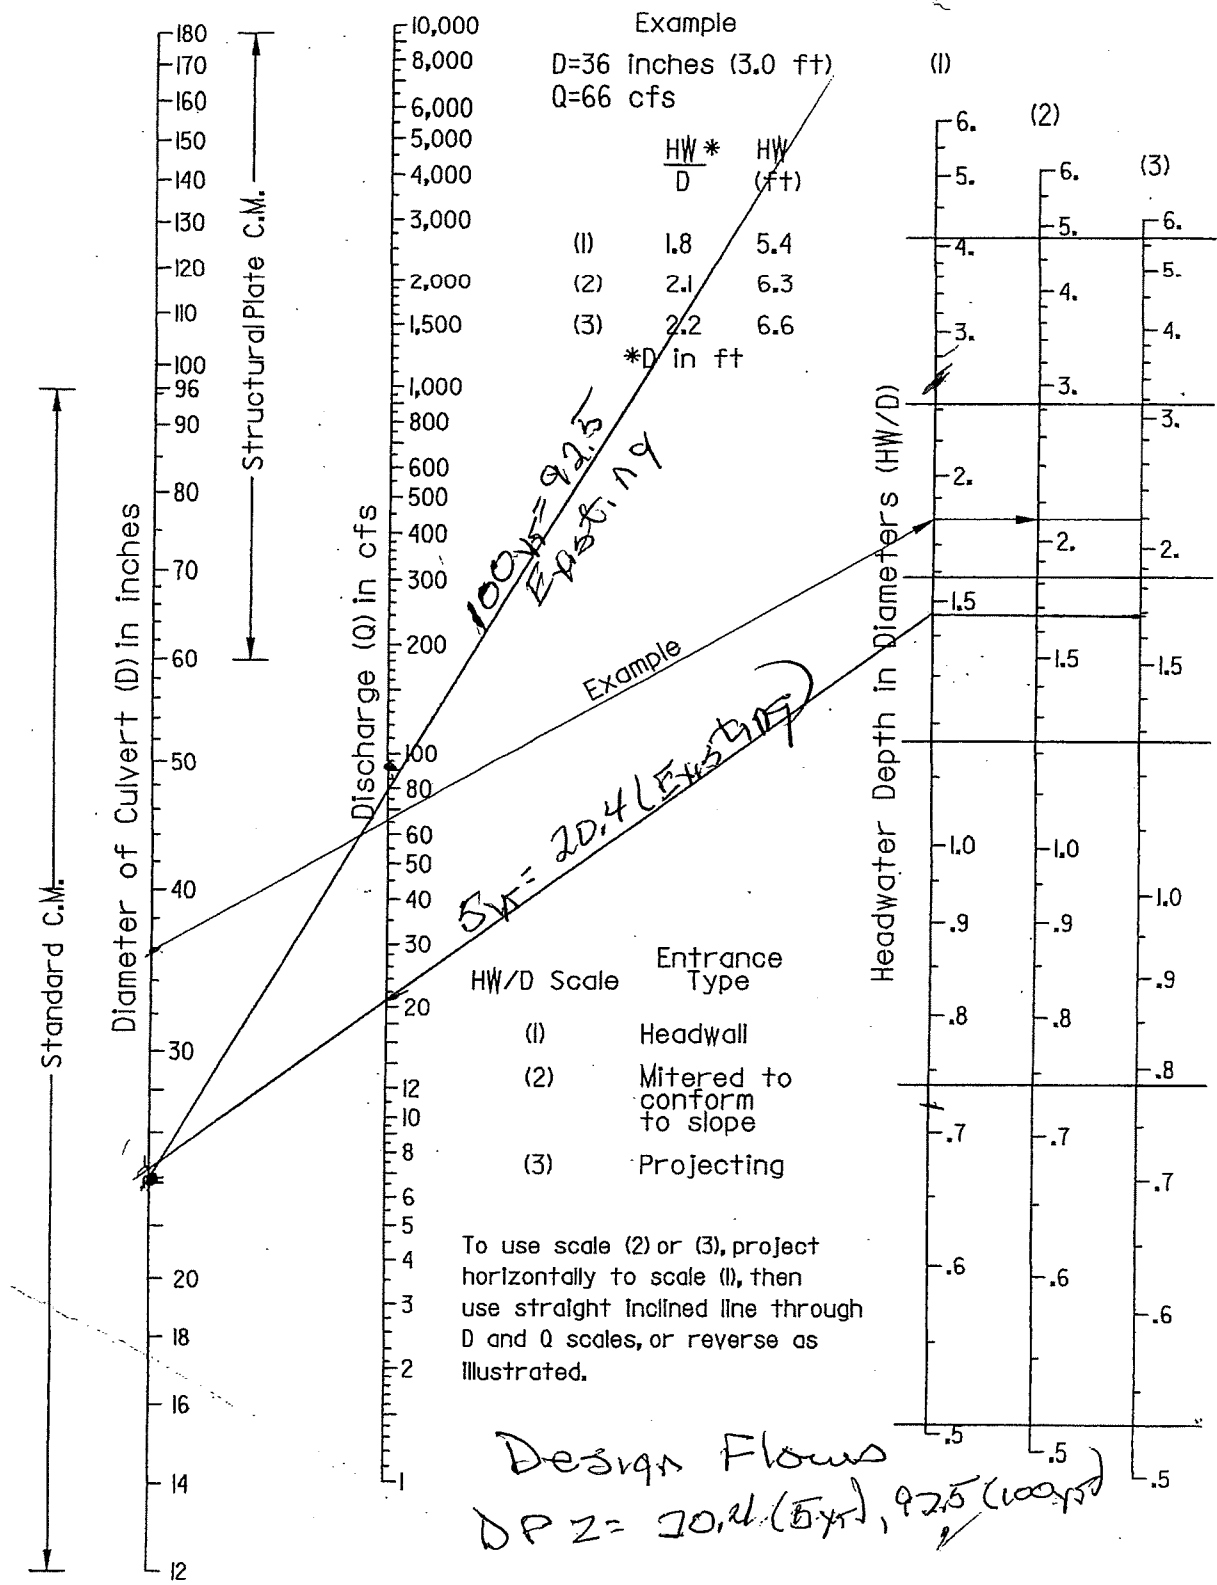 Example
D=36 inches (3.0 ft)
Q=66 cfs
HW * HW
D (ft)
(1) 1.8 5.4
(2) 2.1 6.3
(3) 2.2 6.6
*D in ft
Standard C.M.
Structural Plate C.M.
Diameter of Culvert (D) in inches
180
170
160
150
140
130
120
110
100
96
90
80
70
60
50
40
30
20
18
16
14
12
Discharge (Q) in cfs
10,000
8,000
6,000
5,000
4,000
3,000
2,000
1,500
1,000
800
600
500
400
300
200
100
80
60
50
40
30
20
12
10
8
6
5
4
3
2
1
100yr = 92.5
Existing
Example
5yr = 20.4 (Existing)
HW/D Scale
Entrance
Type
(1) Headwall
(2) Mitered to
conform
to slope
(3) Projecting
To use scale (2) or (3), project
horizontally to scale (1), then
use straight inclined line through
D and Q scales, or reverse as
illustrated.
Headwater Depth in Diameters (HW/D)
(1)
6.
5.
4.
3.
2.
1.5
1.0
.9
.8
.7
.6
.5
(2)
6.
5.
4.
3.
2.
1.5
1.0
.9
.8
.7
.6
.5
(3)
6.
5.
4.
3.
2.
1.5
1.0
.9
.8
.7
.6
.5
Design Flows
DP 2= 20.4 (5yr), 92.5 (100yr)